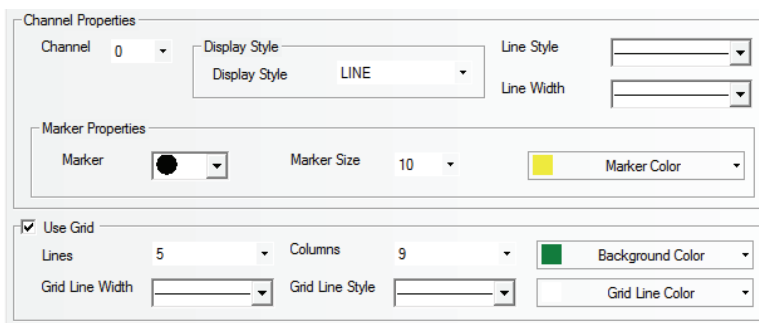 Channel Properties
Channel 0
Display Style
Display Style LINE
Line Style
Line Width
Marker Properties
Marker
Marker Size 10
Marker Color
Use Grid
Lines 5 Columns 9 Background Color
Grid Line Width Grid Line Style Grid Line Color